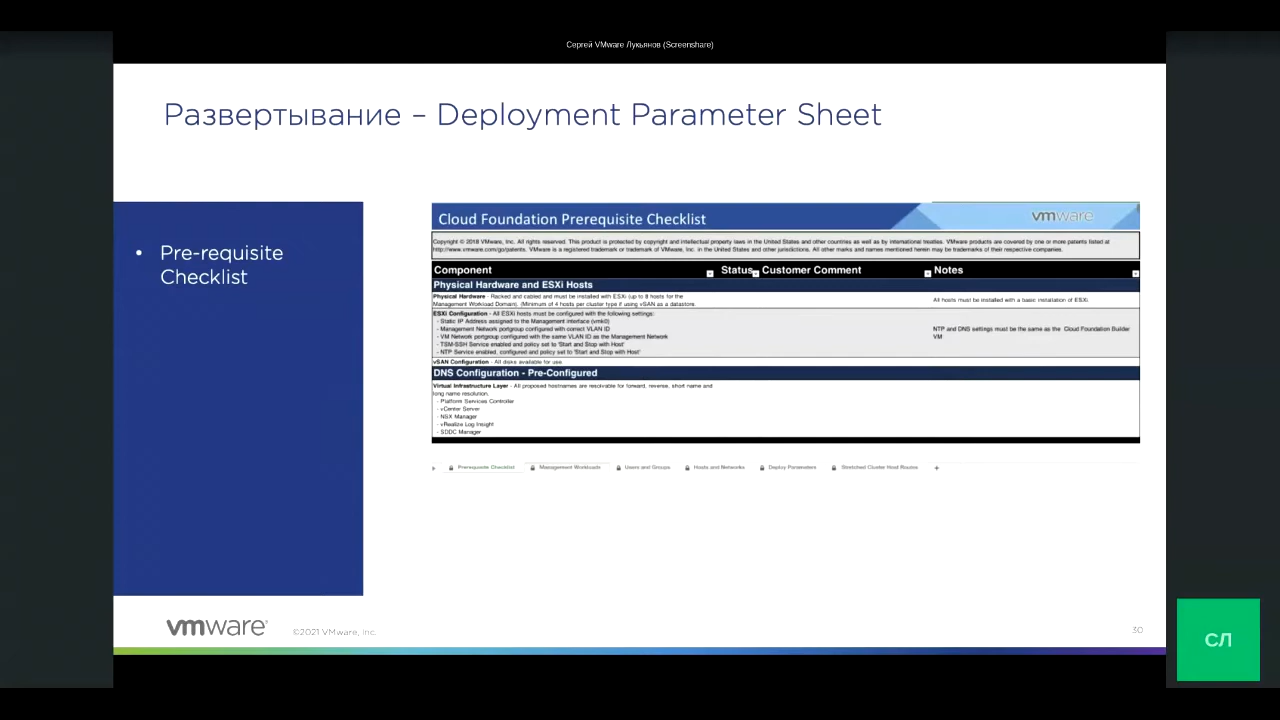 Сергей VMware Лукьянов (Screenshare)
Развертывание – Deployment Parameter Sheet
• Pre-requisite
Checklist
Cloud Foundation Prerequisite Checklist
vmware
Copyright © 2018 VMware, Inc. All rights reserved. This product is protected by copyright and intellectual property laws in the United States and other countries as well as by international treaties. VMware products are covered by one or more patents listed at
http://www.vmware.com/go/patents. VMware is a registered trademark or trademark of VMware, Inc. in the United States and other jurisdictions. All other marks and names mentioned herein may be trademarks of their respective companies.
Component Status Customer Comment Notes
Physical Hardware and ESXi Hosts
Physical Hardware - Racked and cabled and must be installed with ESXi (up to 8 hosts for the
Management Workload Domain). (Minimum of 4 hosts per cluster type if using vSAN as a datastore.
All hosts must be installed with a basic installation of ESXi.
ESXi Configuration - All ESXi hosts must be configured with the following settings:
- Static IP Address assigned to the Management interface (vmk0)
- Management Network portgroup configured with correct VLAN ID
- VM Network portgroup configured with the same VLAN ID as the Management Network
- TSM-SSH Service enabled and policy set to 'Start and Stop with Host'
- NTP Service enabled, configured and policy set to 'Start and Stop with Host'
NTP and DNS settings must be the same as the Cloud Foundation Builder
VM
vSAN Configuration - All disks available for use.
DNS Configuration - Pre-Configured
Virtual Infrastructure Layer - All proposed hostnames are resolvable for forward, reverse, short name and
long name resolution.
- Platform Services Controller
- vCenter Server
- NSX Manager
- vRealize Log Insight
- SDDC Manager
Prerequisite Checklist Management Workloads Users and Groups Hosts and Networks Deploy Parameters Stretched Cluster Host Routes +
vmware®
©2021 VMware, Inc.
30
СЛ